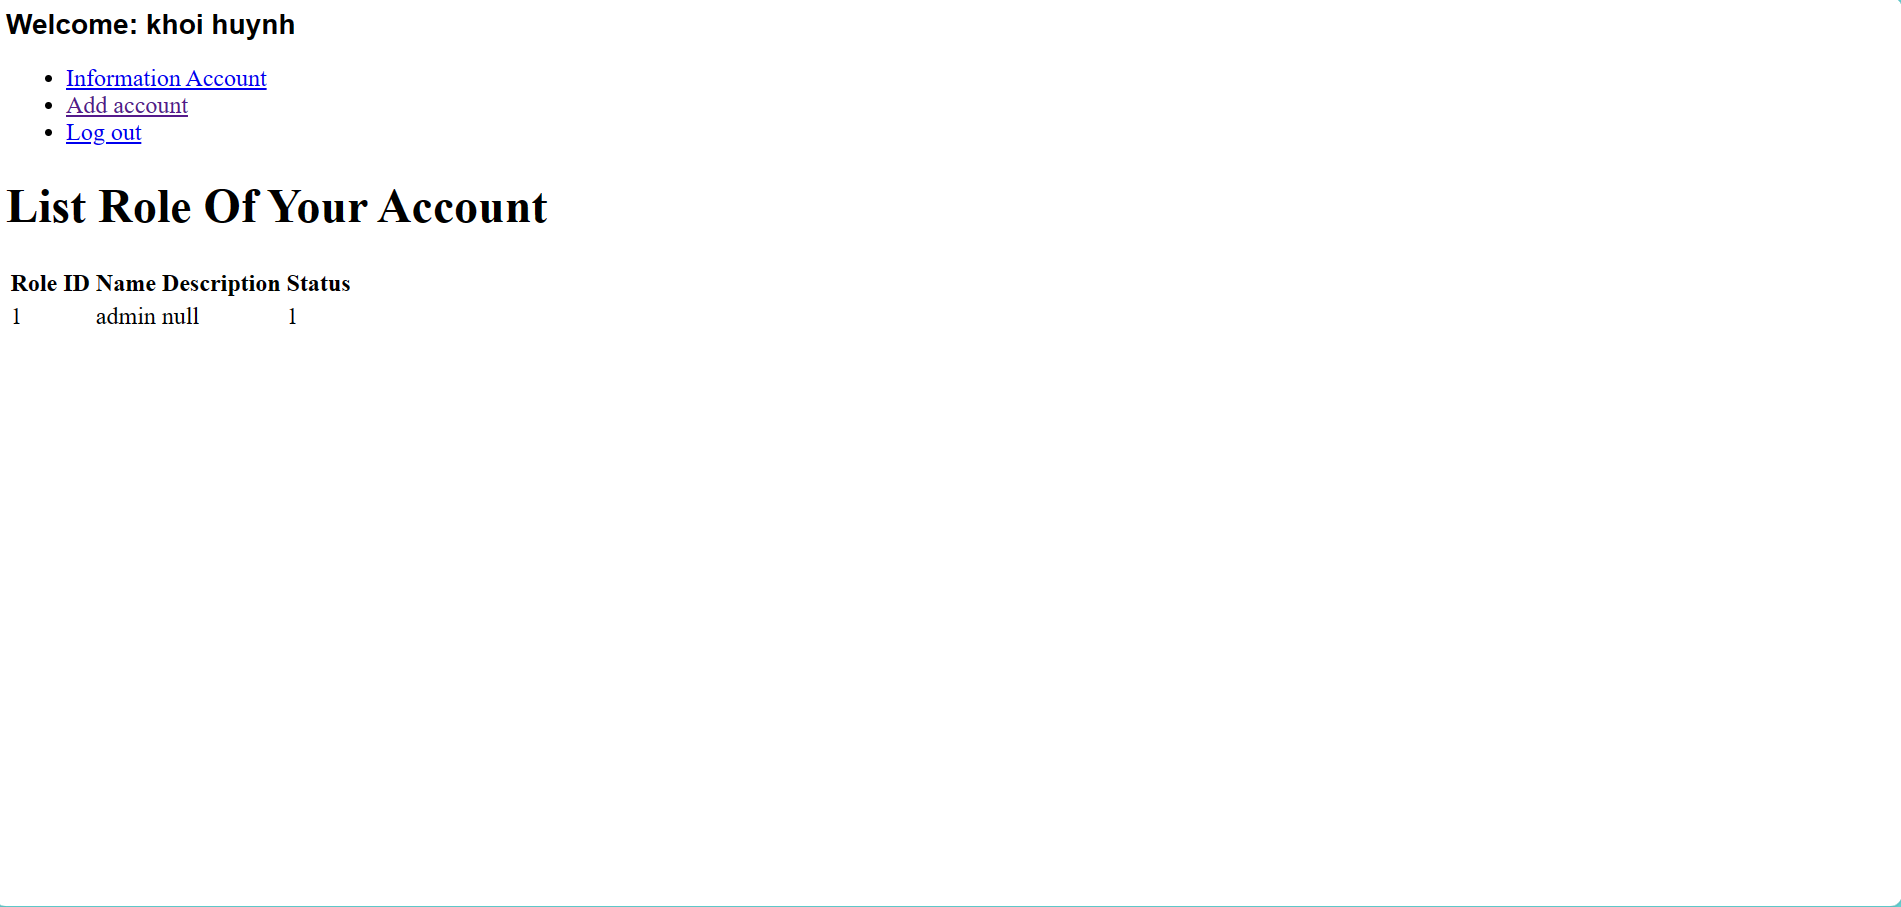 Welcome: khoi huynh
Information Account
Add account
Log out
List Role Of Your Account
Role ID Name Description Status
1 admin null 1